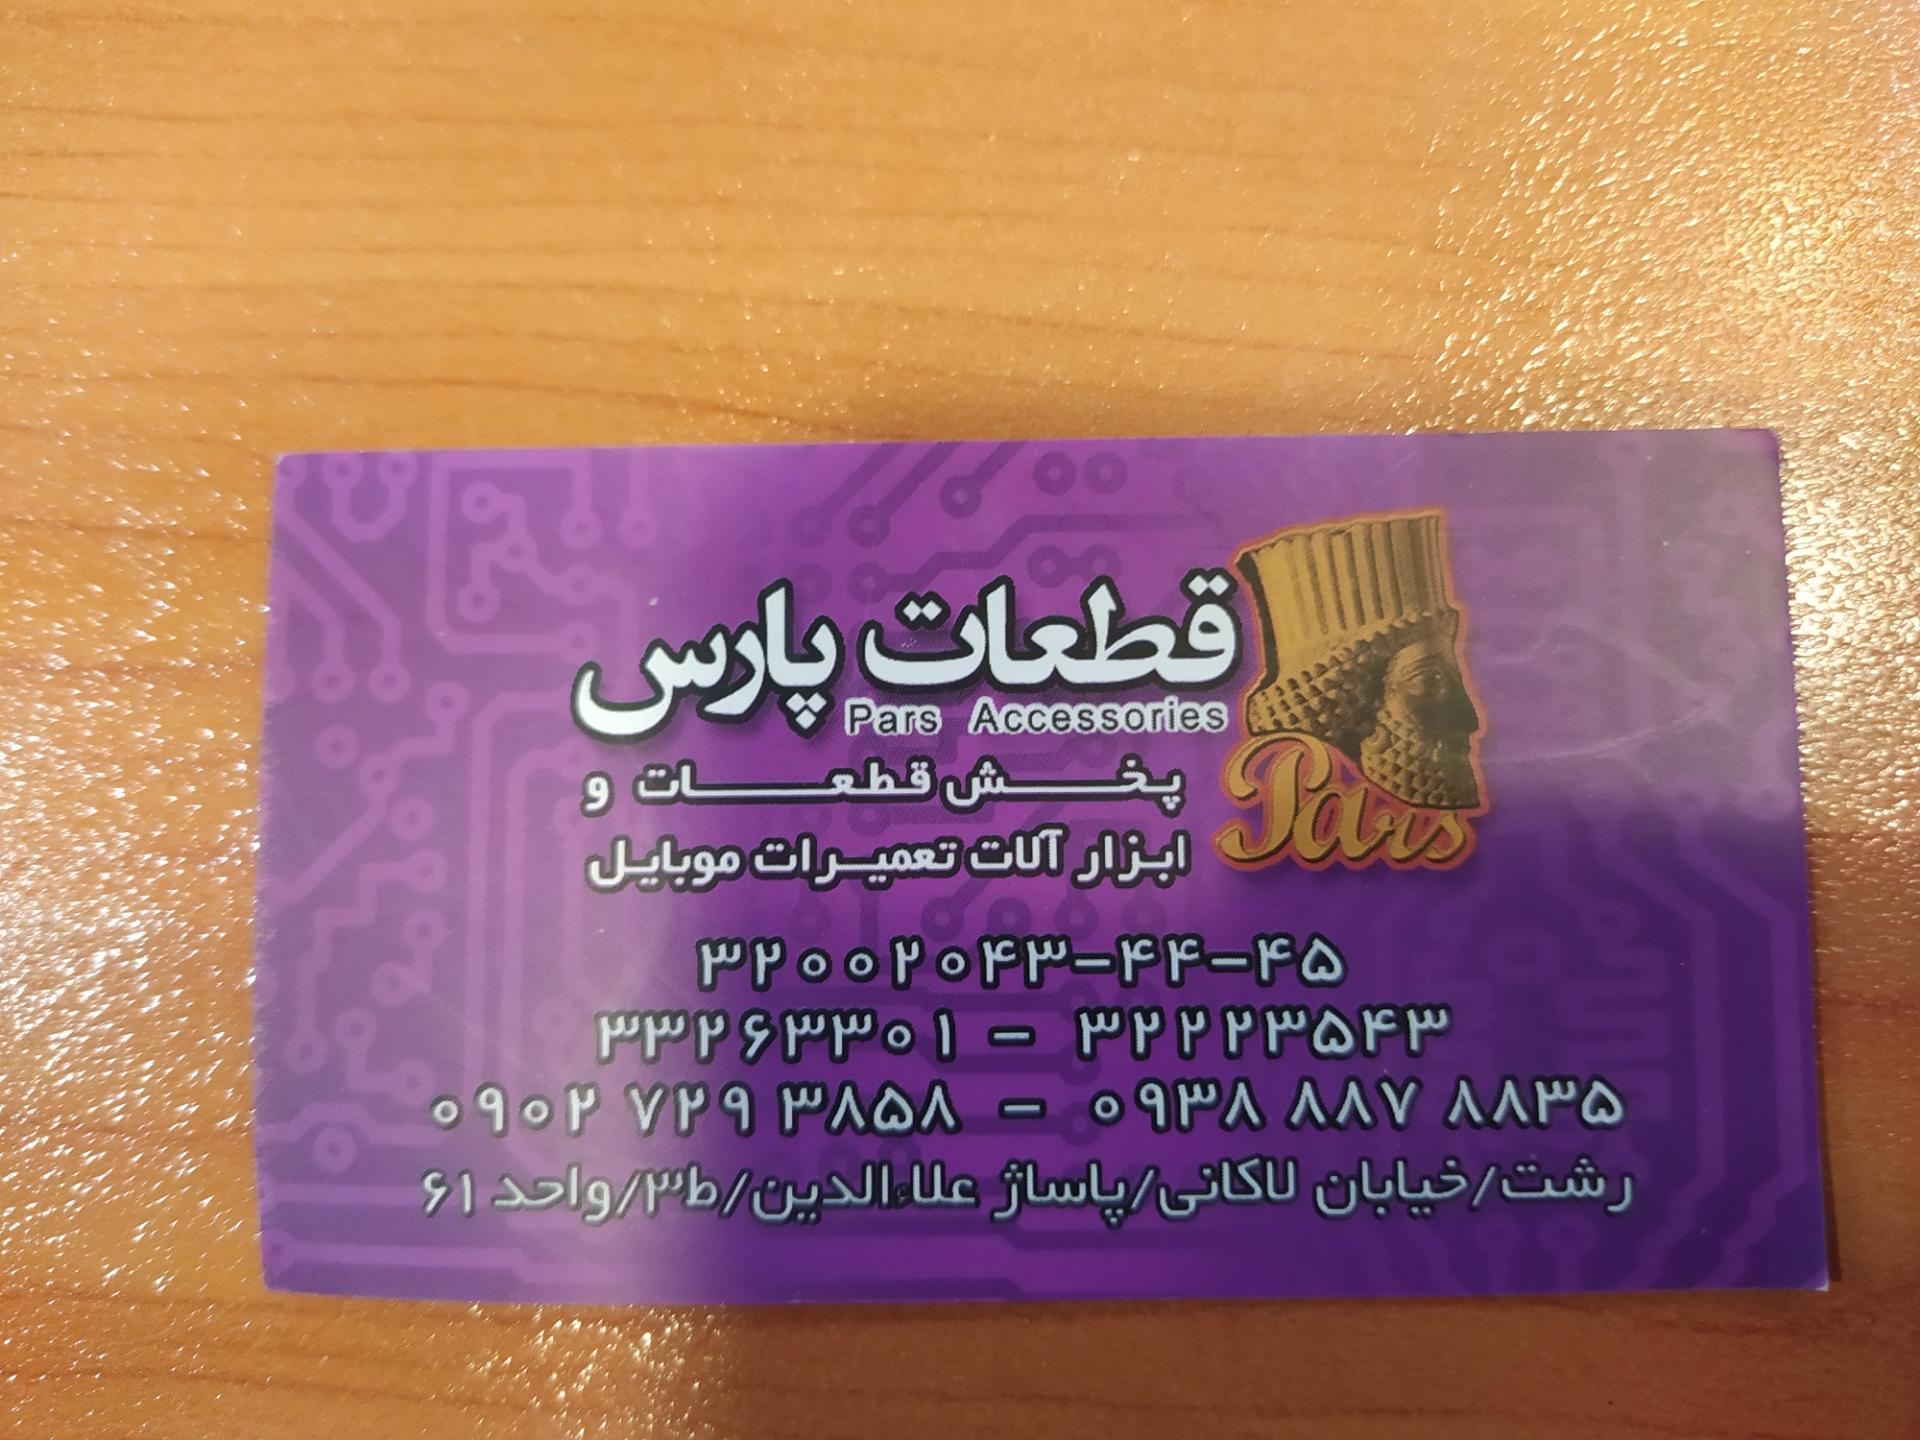 قطعات پارس
Pars Accessories
Pars
پخش قطعات و
ابزار آلات تعمیرات موبایل
۳۲۰۰۲۰۴۳-۴۴-۴۵
۳۳۲۶۳۳۰۱ - ۳۲۲۲۳۵۴۳
۰۹۰۲ ۷۲۹ ۳۸۵۸ - ۰۹۳۸ ۸۸۷ ۸۸۳۵
رشت/خیابان لاکانی/پاساژ علاءالدین/ط۳/واحد ۶۱